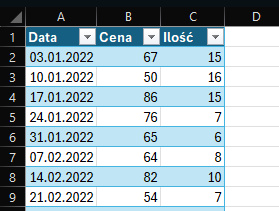 A B C D
1 Data Cena Ilość
2 03.01.2022 67 15
3 10.01.2022 50 16
4 17.01.2022 86 15
5 24.01.2022 76 7
6 31.01.2022 65 6
7 07.02.2022 64 8
8 14.02.2022 82 10
9 21.02.2022 54 7